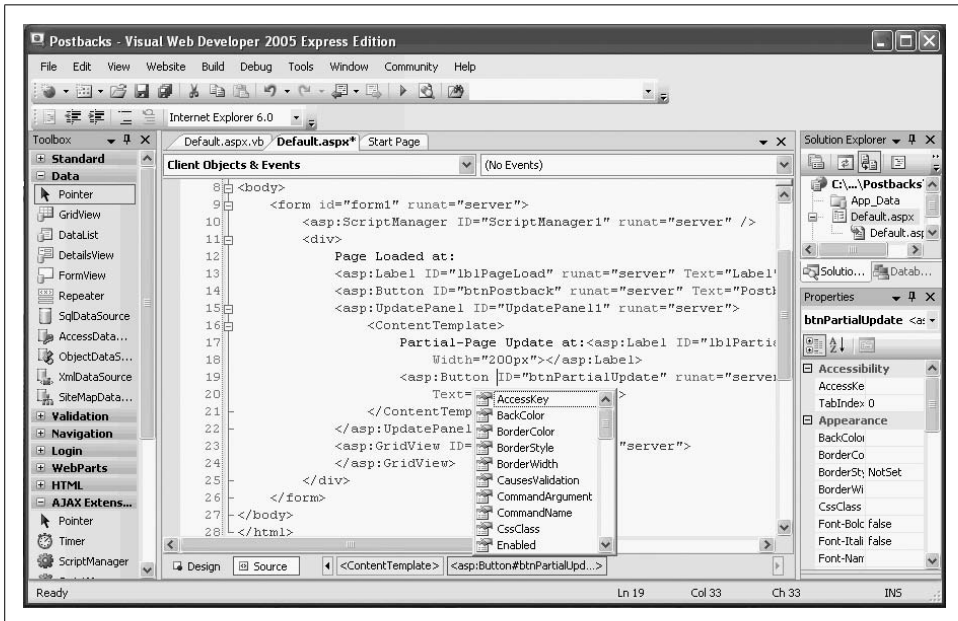 Postbacks - Visual Web Developer 2005 Express Edition
File Edit View Website Build Debug Tools Window Community Help
Internet Explorer 6.0
Toolbox
Standard
Data
Pointer
GridView
DataList
DetailsView
FormView
Repeater
SqlDataSource
AccessData...
ObjectDataS...
XmlDataSource
SiteMapData...
Validation
Navigation
Login
WebParts
HTML
AJAX Extens...
Pointer
Timer
ScriptManager
Default.aspx.vb Default.aspx* Start Page
Client Objects & Events (No Events)
8 <body>
9 <form id="form1" runat="server">
10 <asp:ScriptManager ID="ScriptManager1" runat="server" />
11 <div>
12 Page Loaded at:
13 <asp:Label ID="lblPageLoad" runat="server" Text="Label"
14 <asp:Button ID="btnPostback" runat="server" Text="Postb
15 <asp:UpdatePanel ID="UpdatePanel1" runat="server">
16 <ContentTemplate>
17 Partial-Page Update at:<asp:Label ID="lblPartia
18 Width="200px"></asp:Label>
19 <asp:Button ID="btnPartialUpdate" runat="server
20 Text= >
21 </ContentTemp
22 </asp:UpdatePanel
23 <asp:GridView ID= "server">
24 </asp:GridView>
25 </div>
26 </form>
27 </body>
28 </html>
AccessKey
BackColor
BorderColor
BorderStyle
BorderWidth
CausesValidation
CommandArgument
CommandName
CssClass
Enabled
Design Source <ContentTemplate> <asp:Button#btnPartialUpd...>
Solution Explorer
C:\...\Postbacks
App_Data
Default.aspx
Default.asp
Solutio... Datab...
Properties
btnPartialUpdate <as
Accessibility
AccessKe
TabIndex 0
Appearance
BackColor
BorderCo
BorderSty NotSet
BorderWi
CssClass
Font-Bold false
Font-Itali false
Font-Nam
Ready Ln 19 Col 33 Ch 33 INS